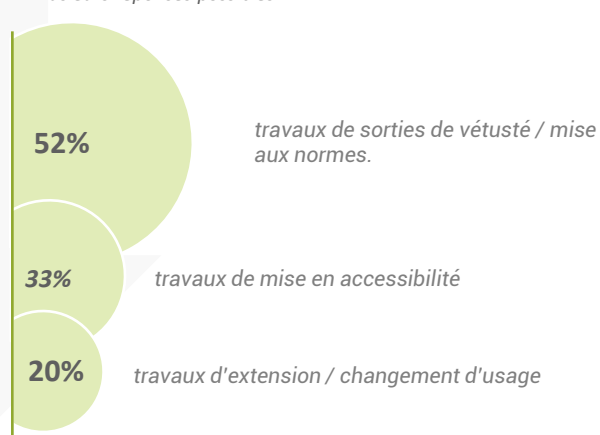 52%
travaux de sorties de vétusté / mise
aux normes.
33%
travaux de mise en accessibilité
20%
travaux d'extension / changement d'usage